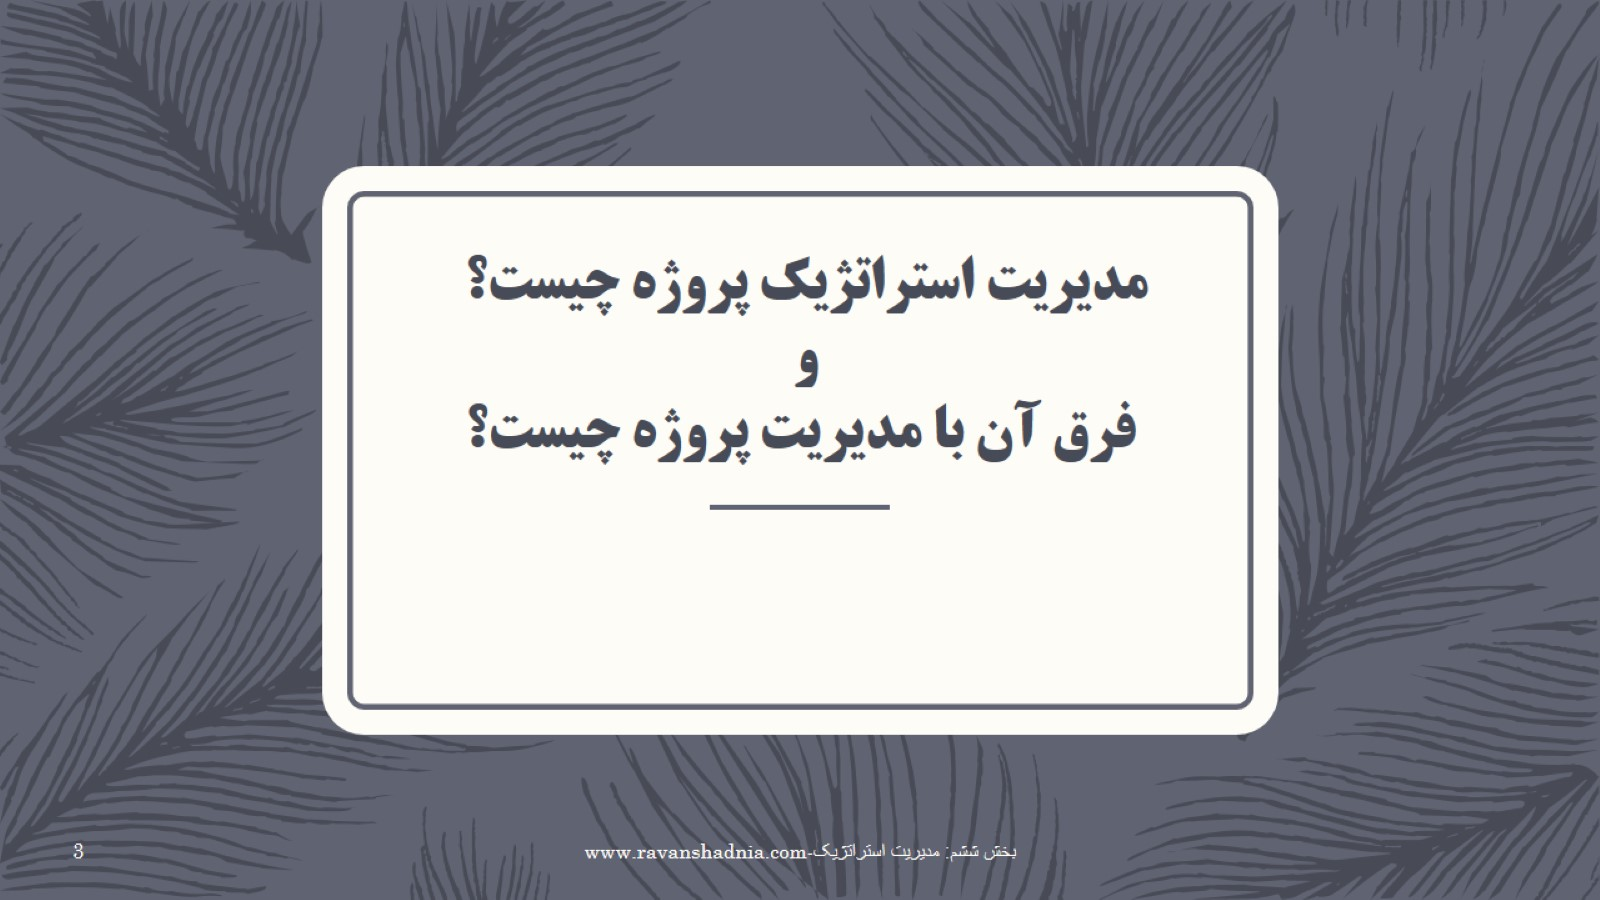 مدیریت استراتژیک پروژه چیست؟
و
فرق آن با مدیریت پروژه چیست؟
بخش ششم: مدیریت استراتژیک-www.ravanshadnia.com
3